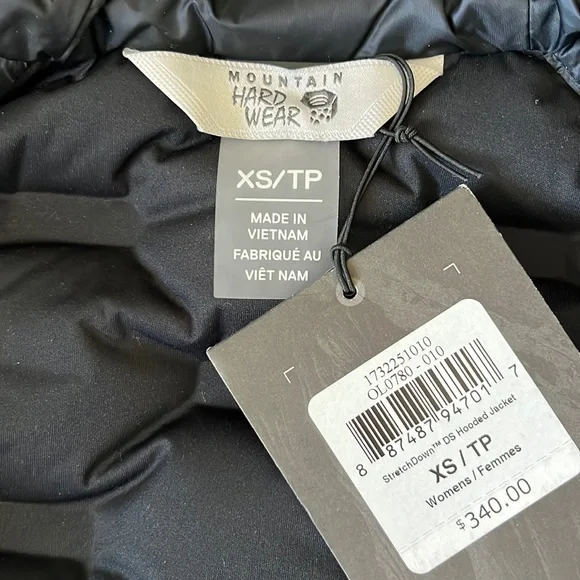 MOUNTAIN
HARD
WEAR
XS/TP
MADE IN
VIETNAM
FABRIQUÉ AU
VIÊT NAM
1732251010
OL0780 - 010
8 87487 94701 7
StretchDown™ DS Hooded Jacket
XS / TP
Womens / Femmes
$340.00